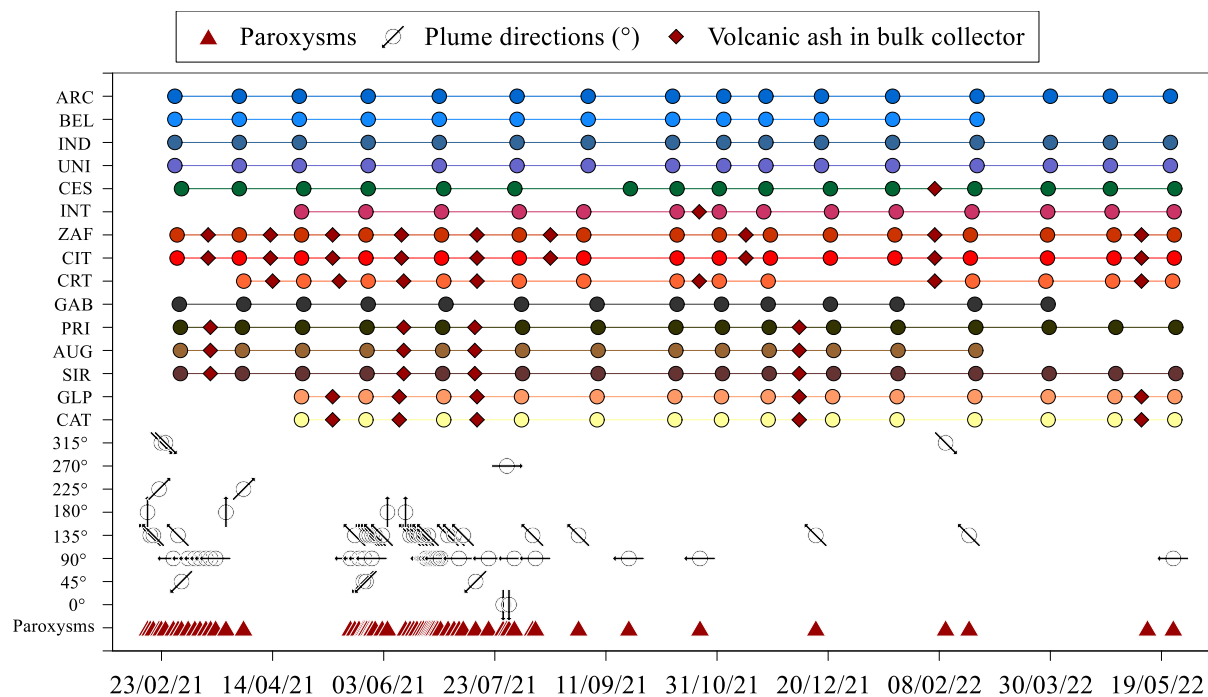 Paroxysms Plume directions (°) Volcanic ash in bulk collector
ARC
BEL
IND
UNI
CES
INT
ZAF
CIT
CRT
GAB
PRI
AUG
SIR
GLP
CAT
315°
270°
225°
180°
135°
90°
45°
0°
Paroxysms
23/02/21 14/04/21 03/06/21 23/07/21 11/09/21 31/10/21 20/12/21 08/02/22 30/03/22 19/05/22